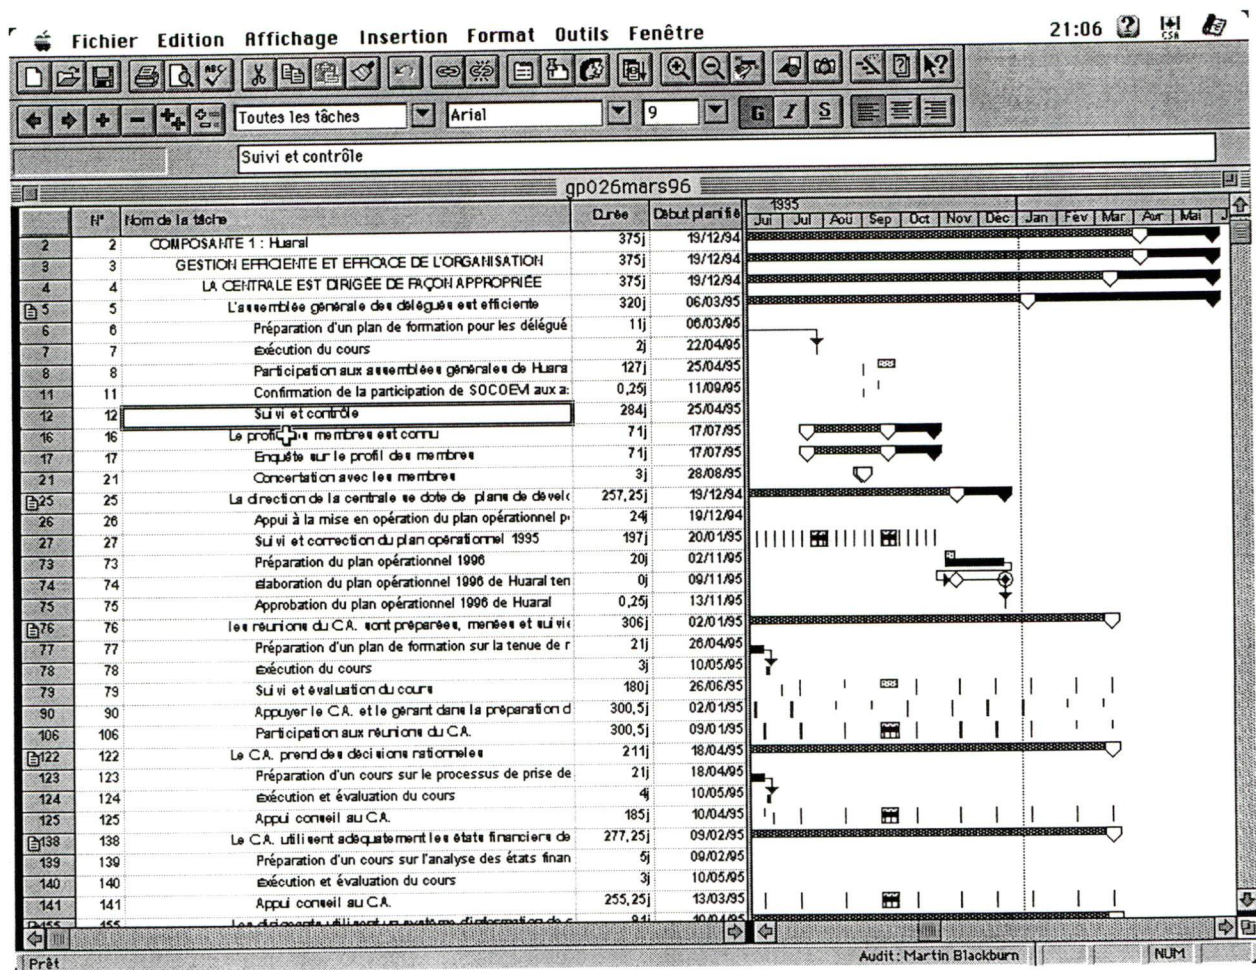 Fichier Edition Affichage Insertion Format Outils Fenêtre 21:06
CSA
ABC
Toutes les tâches Arial 9 G I S
Suivi et contrôle
gp026mars96
N° Nom de la tâche Durée Début planifié 1995
Jui Jul Aoû Sep Oct Nov Déc Jan Fév Mar Avr Mai J
2 2 COMPOSANTE 1 : Huaral 375j 19/12/94
3 3 GESTION EFFICIENTE ET EFFICACE DE L'ORGANISATION 375j 19/12/94
4 4 LA CENTRALE EST DIRIGÉE DE FAÇON APPROPRIÉE 375j 19/12/94
5 5 L'assemblée générale des délégués est efficiente 320j 06/03/95
6 6 Préparation d'un plan de formation pour les délégué 11j 06/03/95
7 7 Exécution du cours 2j 22/04/95
8 8 Participation aux assemblées générales de Huara 127j 25/04/95
11 11 Confirmation de la participation de SOCODEVI aux a: 0,25j 11/09/95
12 12 Suivi et contrôle 284j 25/04/95
16 16 Le profil membres est connu 71j 17/07/95
17 17 Enquête sur le profil des membres 71j 17/07/95
21 21 Concertation avec les membres 3j 28/08/95
25 25 La direction de la centrale se dote de plans de dévelo 257,25j 19/12/94
26 26 Appui à la mise en opération du plan opérationnel p 24j 19/12/94
27 27 Suivi et correction du plan opérationnel 1995 197j 20/01/95
73 73 Préparation du plan opérationnel 1996 20j 02/11/95
74 74 Elaboration du plan opérationnel 1996 de Huaral ten 0j 09/11/95
75 75 Approbation du plan opérationnel 1996 de Huaral 0,25j 13/11/95
76 76 les réunions du C.A. sont préparées, menées et suivie 306j 02/01/95
77 77 Préparation d'un plan de formation sur la tenue de r 21j 26/04/95
78 78 Exécution du cours 3j 10/05/95
79 79 Suivi et évaluation du cours 180j 26/06/95
90 90 Appuyer le C.A. et le gérant dans la préparation d 300,5j 02/01/95
106 106 Participation aux réunions du C.A. 300,5j 09/01/95
122 122 Le C.A. prend des décisions rationneles 211j 18/04/95
123 123 Préparation d'un cours sur le processus de prise de 21j 18/04/95
124 124 Exécution et évaluation du cours 4j 10/05/95
125 125 Appui conseil au C.A. 185j 10/04/95
138 138 Le C.A. utilisent adéquatement les états financiers de 277,25j 09/02/95
139 139 Préparation d'un cours sur l'analyse des états finan 5j 09/02/95
140 140 Exécution et évaluation du cours 3j 10/05/95
141 141 Appui conseil au C.A. 255,25j 13/03/95
155 155 Les dirigeants utilisent un système d'information de 84j 10/04/95
Prêt Audit: Martin Blackburn NUM